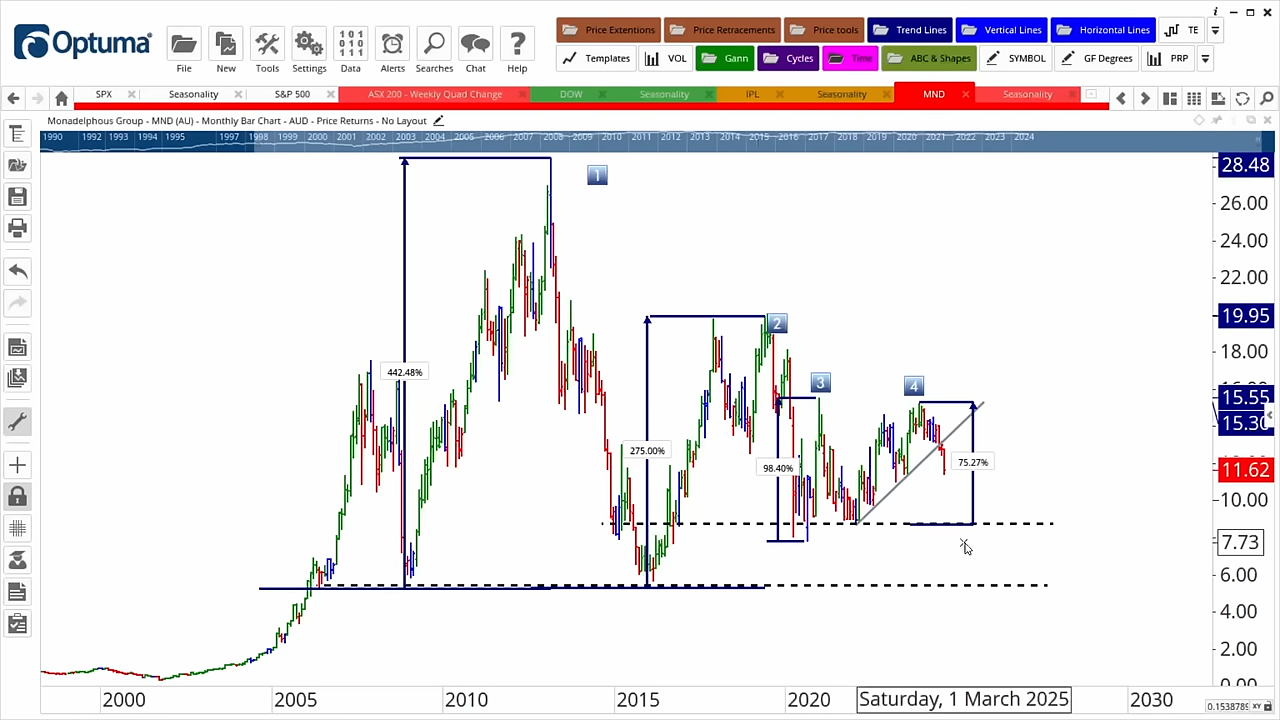 Optuma
File
New
Tools
Settings
Data
Alerts
Searches
Chat
Help
Price Extentions
Price Retracements
Price tools
Trend Lines
Vertical Lines
Horizontal Lines
TE
Templates
VOL
Gann
Cycles
Time
ABC & Shapes
SYMBOL
GF Degrees
PRP
SPX
Seasonality
S&P 500
ASX 200 - Weekly Quad Change
DOW
Seasonality
IPL
Seasonality
MND
Seasonality
Monadelphous Group - MND (AU) - Monthly Bar Chart - AUD - Price Returns - No Layout
1990 1992 1993 1994 1995 1997 1998 1999 2000 2001 2002 2003 2004 2005 2006 2007 2008 2009 2010 2011 2012 2013 2014 2015 2016 2017 2018 2019 2020 2021 2022 2023 2024
1
28.48
26.00
24.00
22.00
2
19.95
18.00
442.48%
3
4
15.55
15.30
275.00%
98.40%
75.27%
11.62
10.00
7.73
6.00
4.00
2.00
0.00
2000
2005
2010
2015
2020
Saturday, 1 March 2025
2030
XY